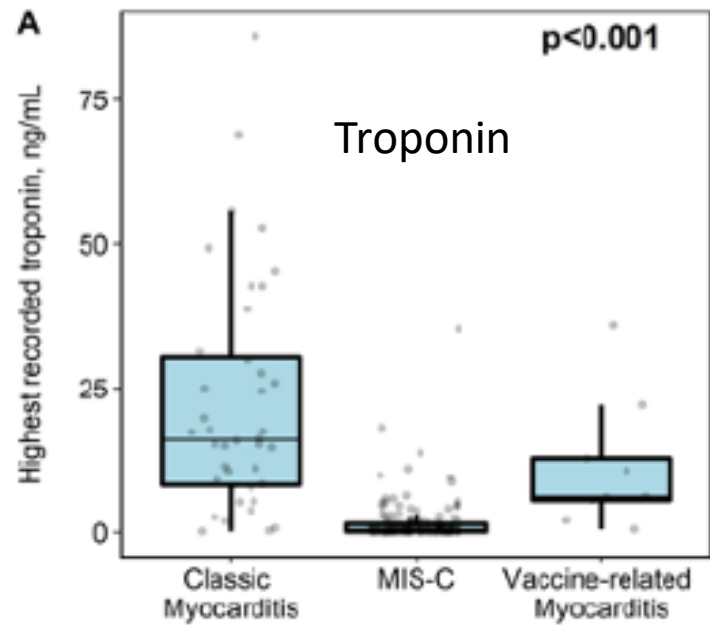 A
p<0.001
Troponin
Highest recorded troponin, ng/mL
75
50
25
0
Classic
Myocarditis
MIS-C
Vaccine-related
Myocarditis